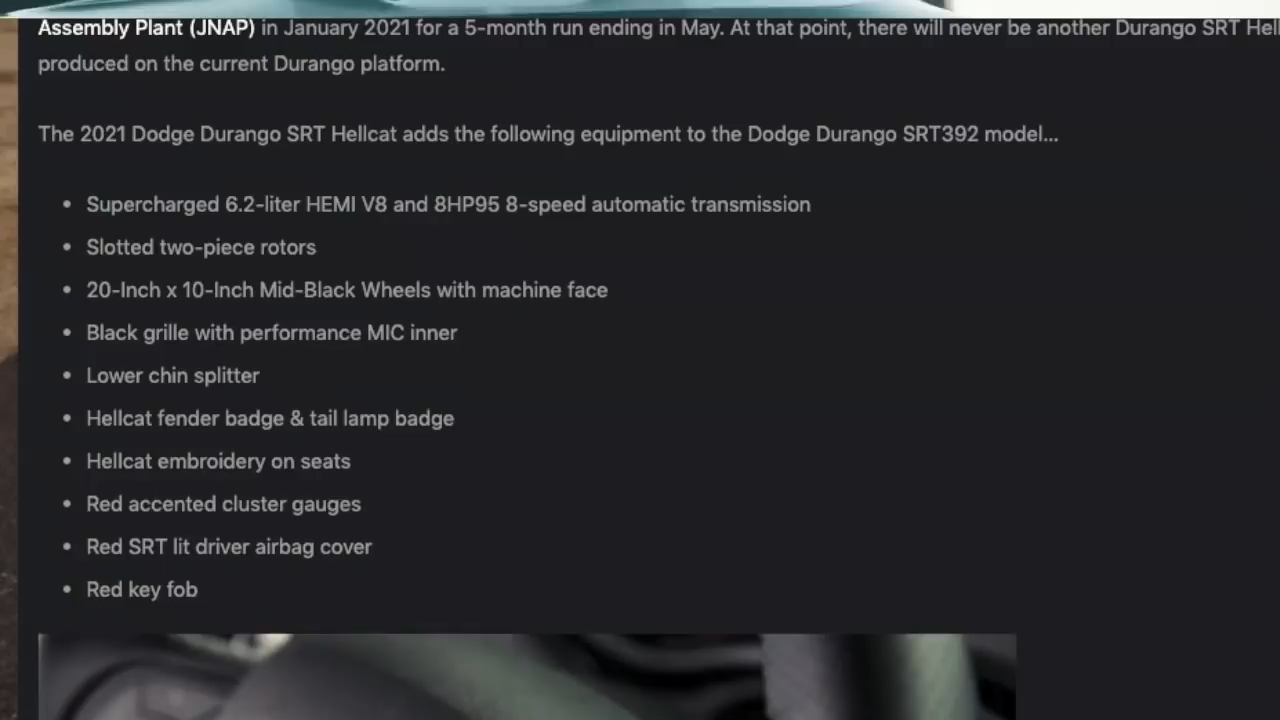 Assembly Plant (JNAP) in January 2021 for a 5-month run ending in May. At that point, there will never be another Durango SRT
produced on the current Durango platform.
The 2021 Dodge Durango SRT Hellcat adds the following equipment to the Dodge Durango SRT392 model...
• Supercharged 6.2-liter HEMI V8 and 8HP95 8-speed automatic transmission
• Slotted two-piece rotors
• 20-Inch x 10-Inch Mid-Black Wheels with machine face
• Black grille with performance MIC inner
• Lower chin splitter
• Hellcat fender badge & tail lamp badge
• Hellcat embroidery on seats
• Red accented cluster gauges
• Red SRT lit driver airbag cover
• Red key fob